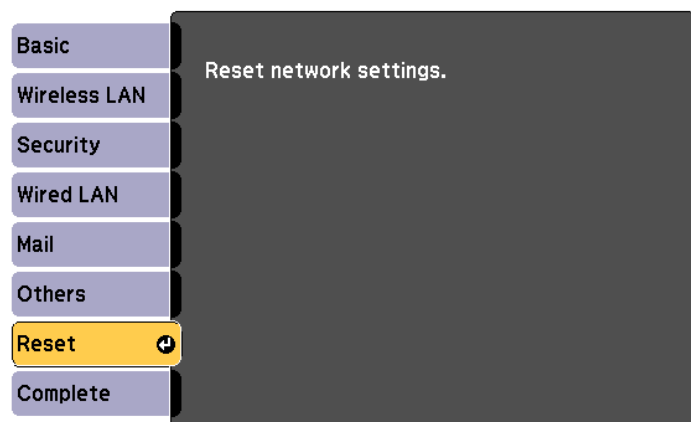 Basic
Wireless LAN
Security
Wired LAN
Mail
Others
Reset
Complete
Reset network settings.